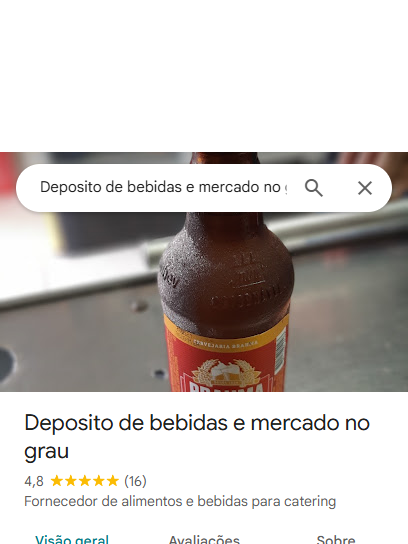 Deposito de bebidas e mercado no
CERVEJARIA BRAHMA
BRAHMA
Deposito de bebidas e mercado no
grau
4,8 (16)
Fornecedor de alimentos e bebidas para catering
Visão geral Avaliações Sobre